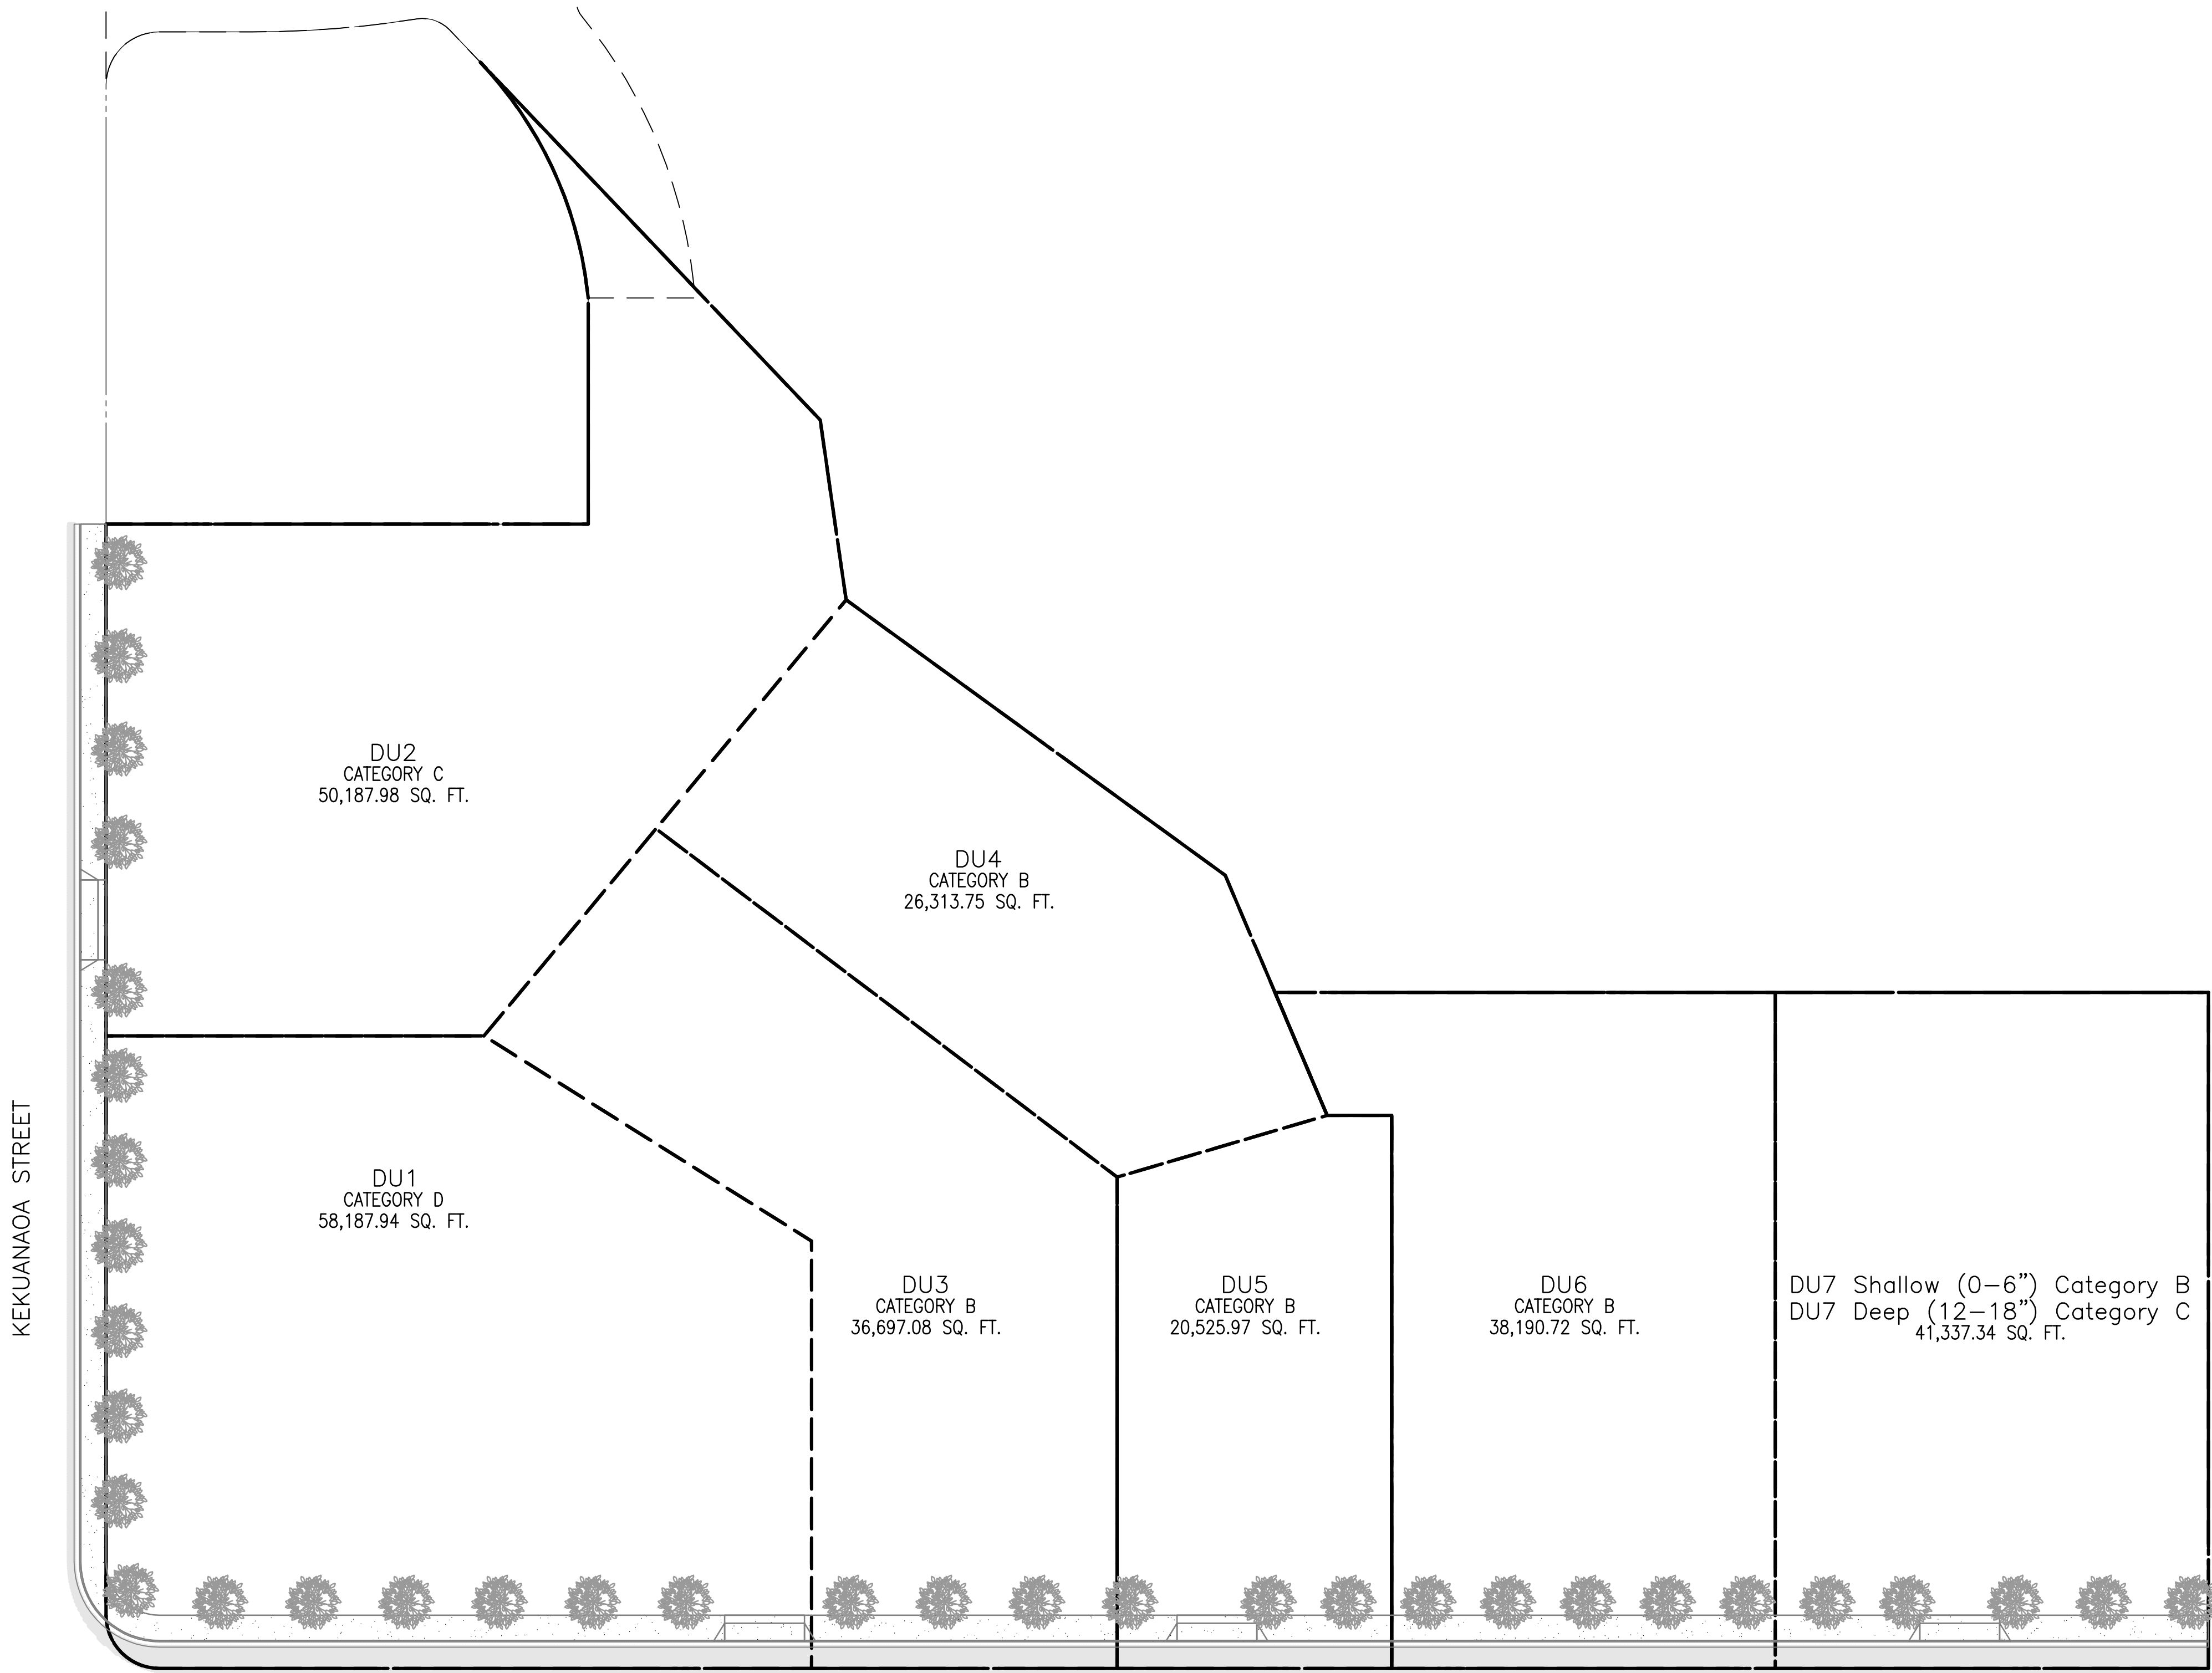 DU2
CATEGORY C
50,187.98 SQ. FT.
DU4
CATEGORY B
26,313.75 SQ. FT.
KEKUANAOA STREET
DU1
CATEGORY D
58,187.94 SQ. FT.
DU3
CATEGORY B
36,697.08 SQ. FT.
DU5
CATEGORY B
20,525.97 SQ. FT.
DU6
CATEGORY B
38,190.72 SQ. FT.
DU7 Shallow (0–6") Category B
DU7 Deep (12–18") Category C
41,337.34 SQ. FT.